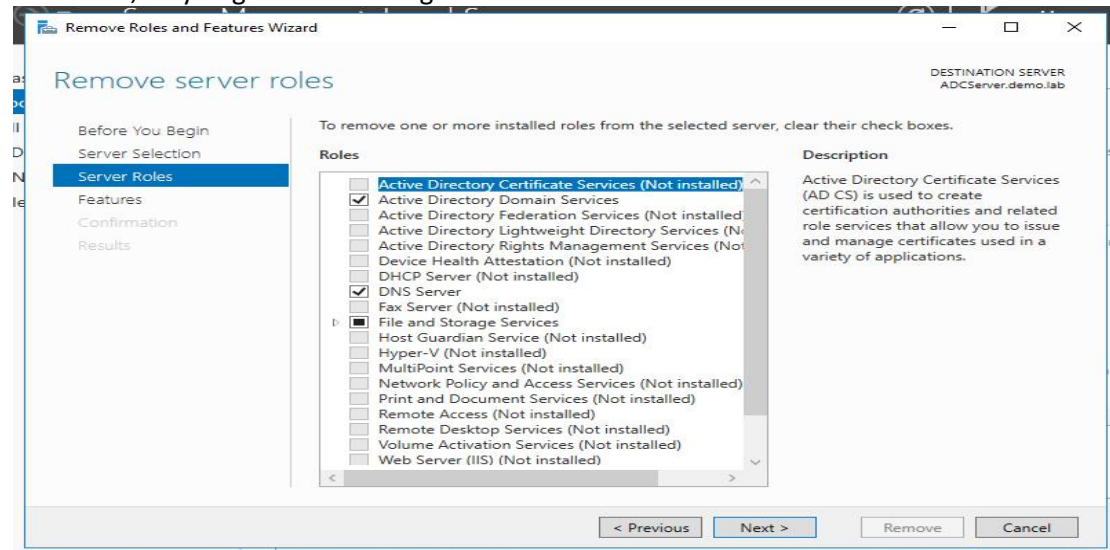 Remove Roles and Features Wizard
Remove server roles
DESTINATION SERVER
ADCServer.demo.lab
Before You Begin
Server Selection
Server Roles
Features
Confirmation
Results
To remove one or more installed roles from the selected server, clear their check boxes.
Roles
Active Directory Certificate Services (Not installed)
Active Directory Domain Services
Active Directory Federation Services (Not installed
Active Directory Lightweight Directory Services (N
Active Directory Rights Management Services (Not
Device Health Attestation (Not installed)
DHCP Server (Not installed)
DNS Server
Fax Server (Not installed)
File and Storage Services
Host Guardian Service (Not installed)
Hyper-V (Not installed)
MultiPoint Services (Not installed)
Network Policy and Access Services (Not installed)
Print and Document Services (Not installed)
Remote Access (Not installed)
Remote Desktop Services (Not installed)
Volume Activation Services (Not installed)
Web Server (IIS) (Not installed)
Description
Active Directory Certificate Services
(AD CS) is used to create
certification authorities and related
role services that allow you to issue
and manage certificates used in a
variety of applications.
< Previous
Next >
Remove
Cancel